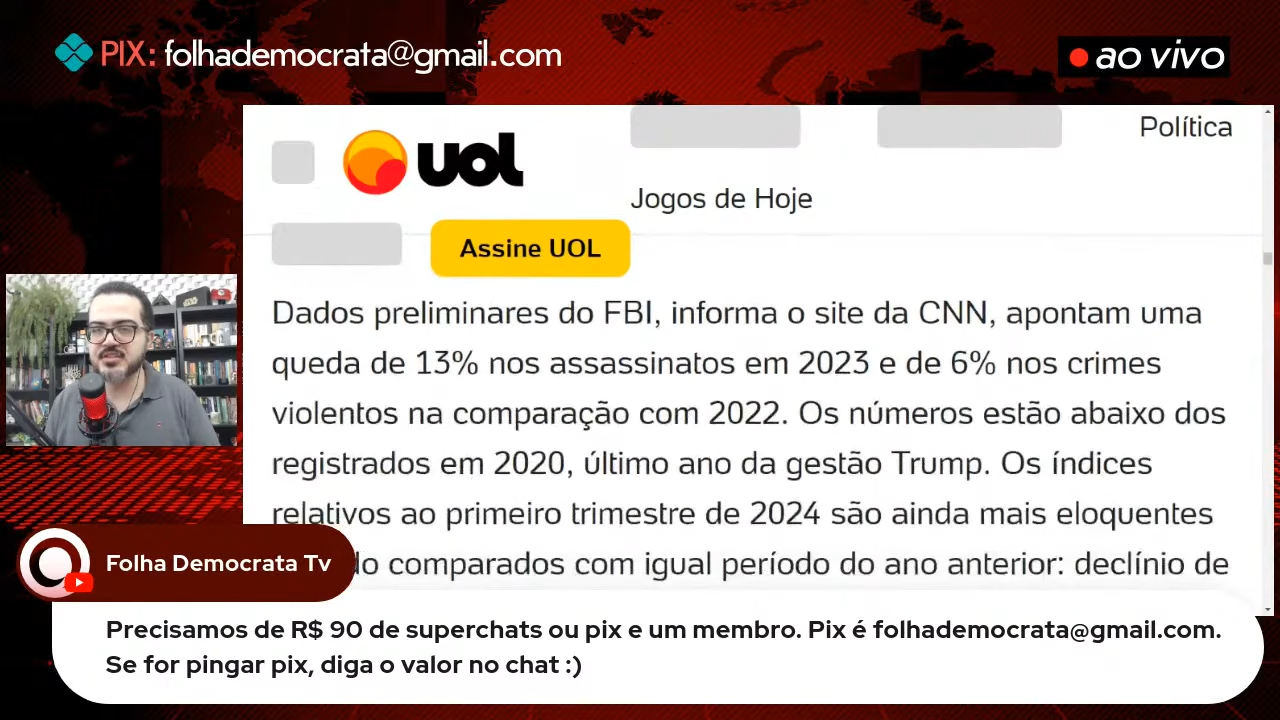 PIX: folhademocrata@gmail.com
ao vivo
uol
Política
Jogos de Hoje
Assine UOL
Dados preliminares do FBI, informa o site da CNN, apontam uma
queda de 13% nos assassinatos em 2023 e de 6% nos crimes
violentos na comparação com 2022. Os números estão abaixo dos
registrados em 2020, último ano da gestão Trump. Os índices
relativos ao primeiro trimestre de 2024 são ainda mais eloquentes
do comparados com igual período do ano anterior: declínio de
Folha Democrata Tv
Precisamos de R$ 90 de superchats ou pix e um membro. Pix é folhademocrata@gmail.com.
Se for pingar pix, diga o valor no chat :)